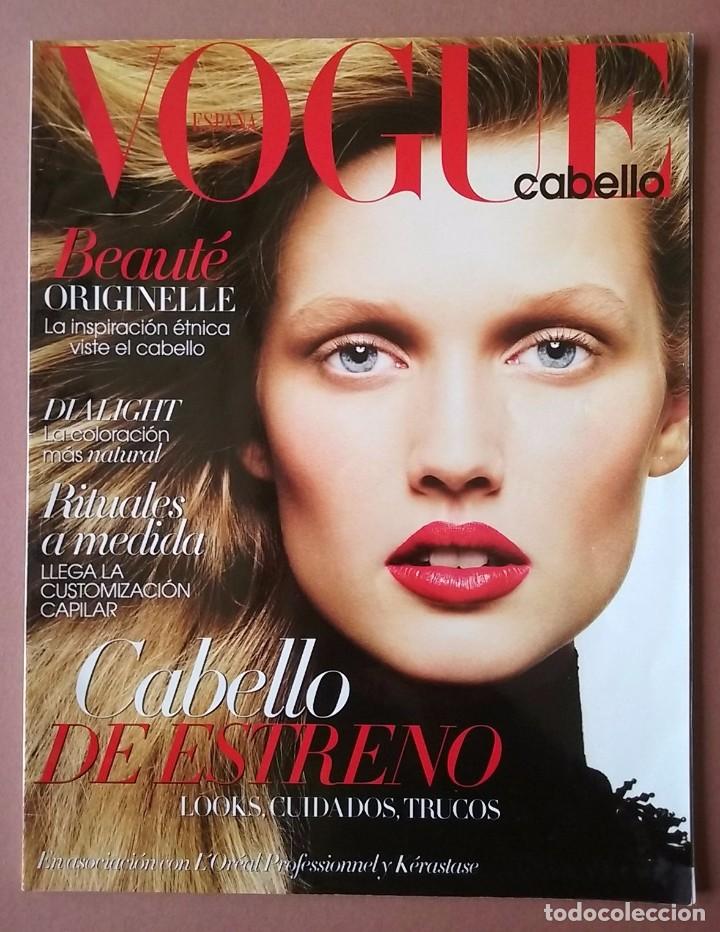 VOGUE
ESPAÑA
cabello
Beauté
ORIGINELLE
La inspiración étnica
viste el cabello
DIALIGHT
La coloración
más natural
Rituales
a medida
LLEGA LA
CUSTOMIZACIÓN
CAPILAR
Cabello
DE ESTRENO
LOOKS, CUIDADOS, TRUCOS
En asociación con L'Oréal Professionnel y Kérastase
todocoleccion